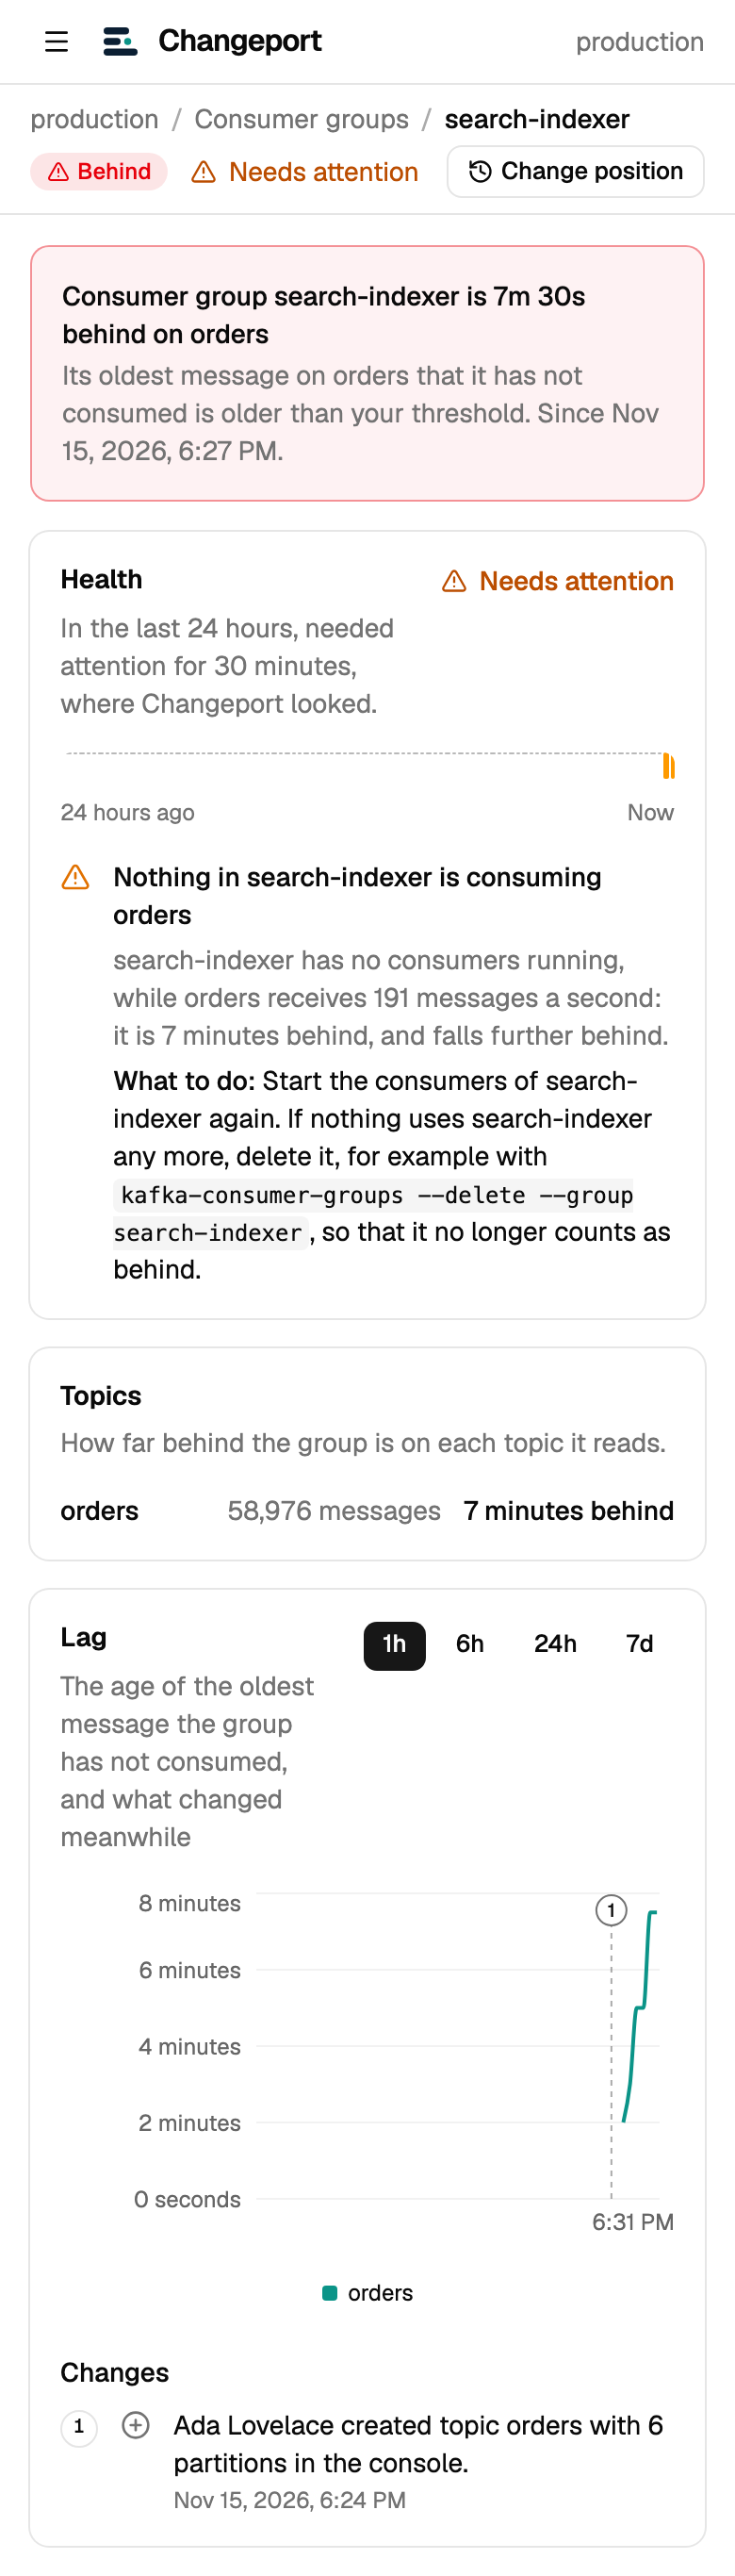 Changeport
production
production / Consumer groups / search-indexer
Behind
Needs attention
Change position
Consumer group search-indexer is 7m 30s
behind on orders
Its oldest message on orders that it has not
consumed is older than your threshold. Since Nov
15, 2026, 6:27 PM.
Health
Needs attention
In the last 24 hours, needed
attention for 30 minutes,
where Changeport looked.
24 hours ago
Now
Nothing in search-indexer is consuming
orders
search-indexer has no consumers running,
while orders receives 191 messages a second:
it is 7 minutes behind, and falls further behind.
What to do: Start the consumers of search-
indexer again. If nothing uses search-indexer
any more, delete it, for example with
kafka-consumer-groups --delete --group
search-indexer, so that it no longer counts as
behind.
Topics
How far behind the group is on each topic it reads.
orders 58,976 messages 7 minutes behind
Lag
1h 6h 24h 7d
The age of the oldest
message the group
has not consumed,
and what changed
meanwhile
8 minutes
1
6 minutes
4 minutes
2 minutes
0 seconds
6:31 PM
orders
Changes
1
Ada Lovelace created topic orders with 6
partitions in the console.
Nov 15, 2026, 6:24 PM